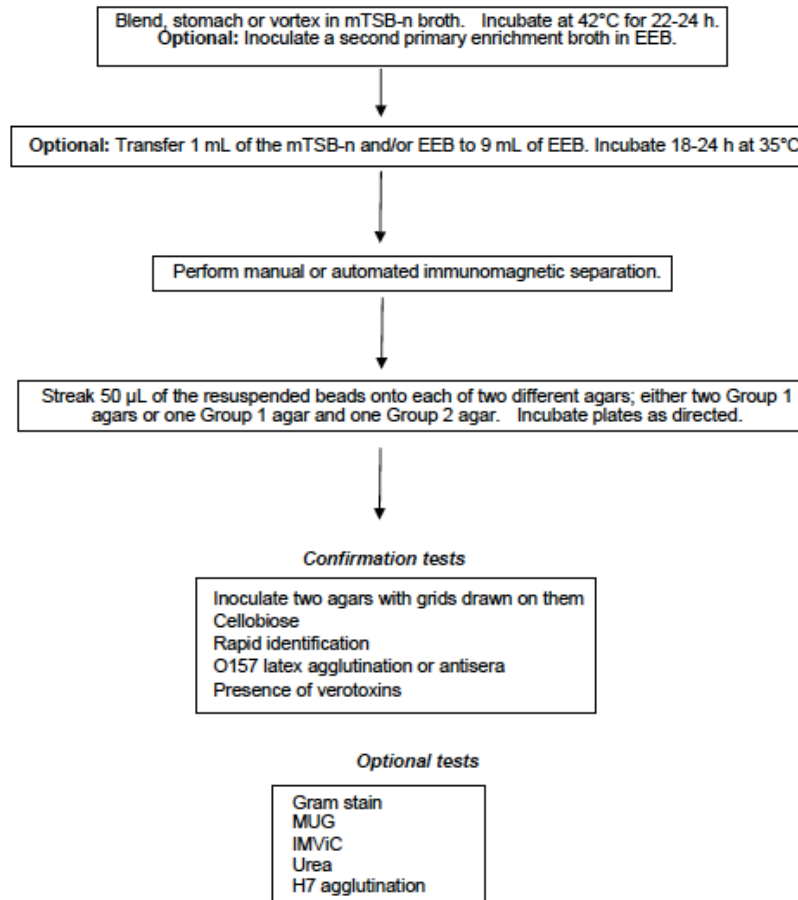 Blend, stomach or vortex in mTSB-n broth. Incubate at 42°C for 22-24 h.
Optional: Inoculate a second primary enrichment broth in EEB.
Optional: Transfer 1 mL of the mTSB-n and/or EEB to 9 mL of EEB. Incubate 18-24 h at 35°C
Perform manual or automated immunomagnetic separation.
Streak 50 µL of the resuspended beads onto each of two different agars; either two Group 1
agars or one Group 1 agar and one Group 2 agar. Incubate plates as directed.
Confirmation tests
Inoculate two agars with grids drawn on them
Cellobiose
Rapid identification
O157 latex agglutination or antisera
Presence of verotoxins
Optional tests
Gram stain
MUG
IMViC
Urea
H7 agglutination